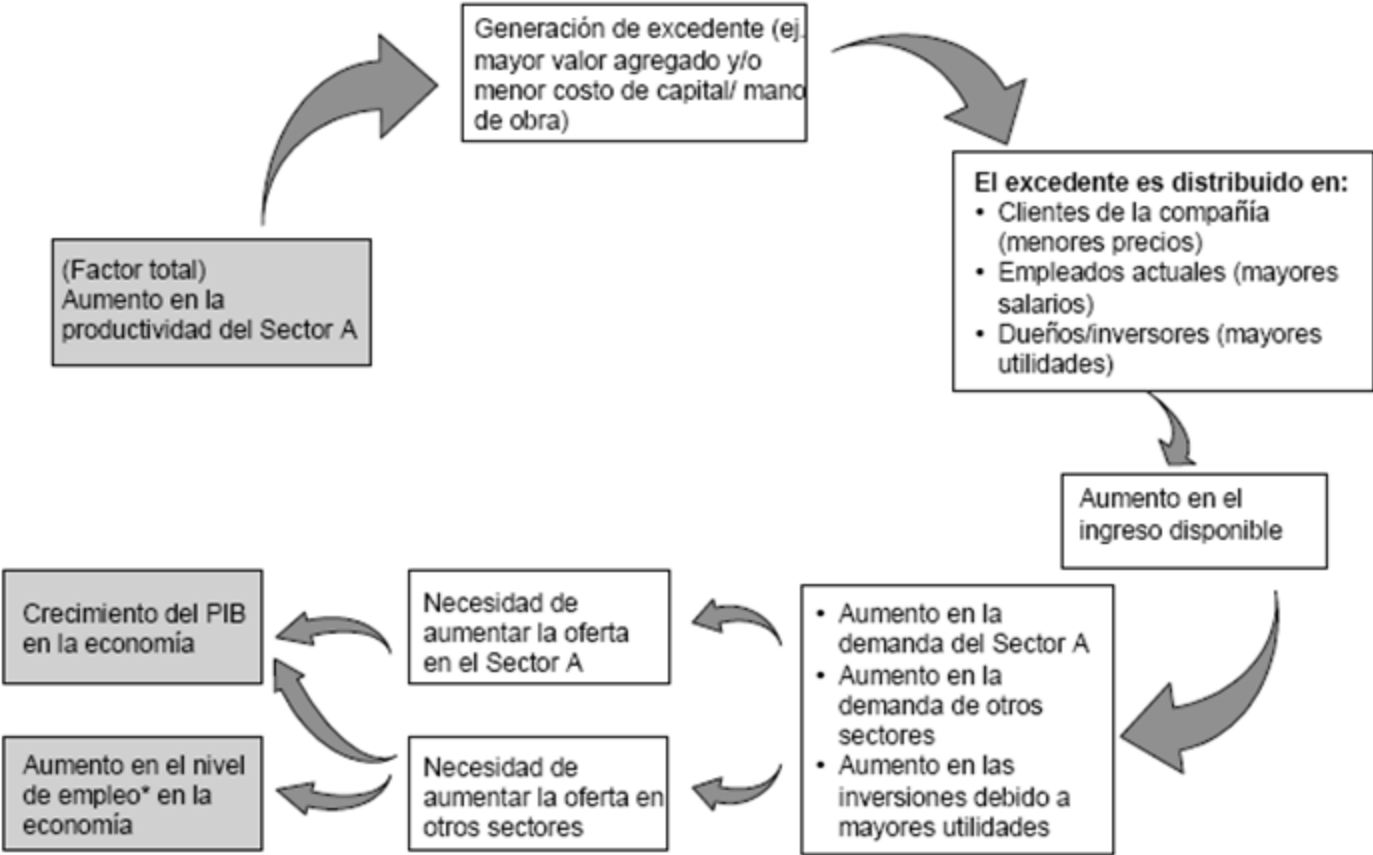 Generación de excedente (ej.
mayor valor agregado y/o
menor costo de capital/ mano
de obra)
El excedente es distribuido en:
• Clientes de la compañía
(menores precios)
• Empleados actuales (mayores
salarios)
• Dueños/inversores (mayores
utilidades)
(Factor total)
Aumento en la
productividad del Sector A
Aumento en el
ingreso disponible
• Aumento en la
demanda del Sector A
• Aumento en la
demanda de otros
sectores
• Aumento en las
inversiones debido a
mayores utilidades
Necesidad de
aumentar la oferta
en el Sector A
Crecimiento del PIB
en la economía
Necesidad de
aumentar la oferta en
otros sectores
Aumento en el nivel
de empleo* en la
economía